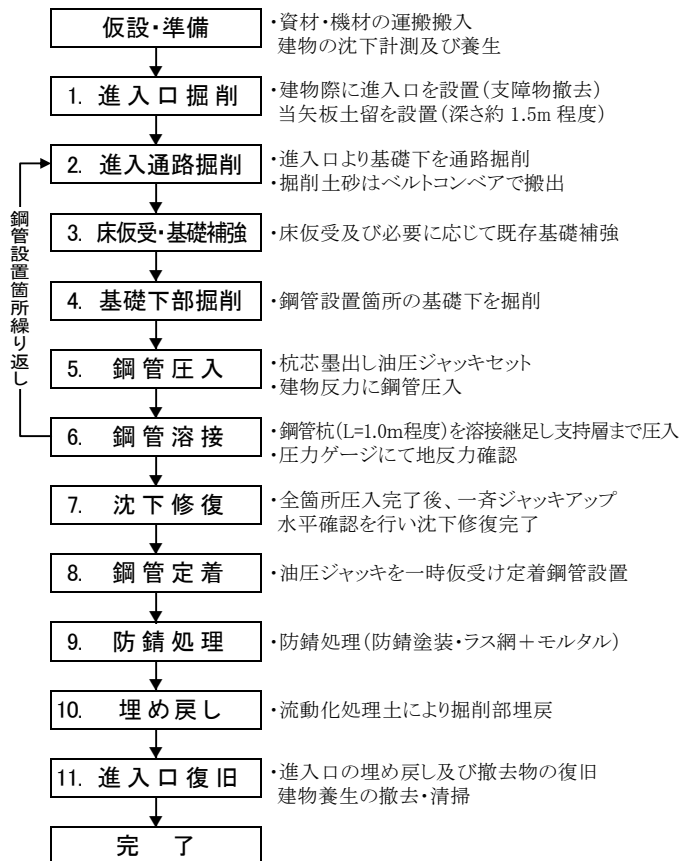 仮設・準備
・資材・機材の運搬搬入
建物の沈下計測及び養生
1. 進入口掘削
・建物際に進入口を設置(支障物撤去)
当矢板土留を設置(深さ約 1.5m 程度)
2. 進入通路掘削
・進入口より基礎下を通路掘削
・掘削土砂はベルトコンベアで搬出
3. 床仮受・基礎補強
・床仮受及び必要に応じて既存基礎補強
4. 基礎下部掘削
・鋼管設置箇所の基礎下を掘削
5. 鋼管圧入
・杭芯墨出し油圧ジャッキセット
・建物反力に鋼管圧入
6. 鋼管溶接
・鋼管杭(L=1.0m程度)を溶接継足し支持層まで圧入
・圧力ゲージにて地反力確認
鋼管設置箇所繰り返し
7. 沈下修復
・全箇所圧入完了後、一斉ジャッキアップ
水平確認を行い沈下修復完了
8. 鋼管定着
・油圧ジャッキを一時仮受け定着鋼管設置
9. 防錆処理
・防錆処理(防錆塗装・ラス網+モルタル)
10. 埋め戻し
・流動化処理土により掘削部埋戻
11. 進入口復旧
・進入口の埋め戻し及び撤去物の復旧
建物養生の撤去・清掃
完了